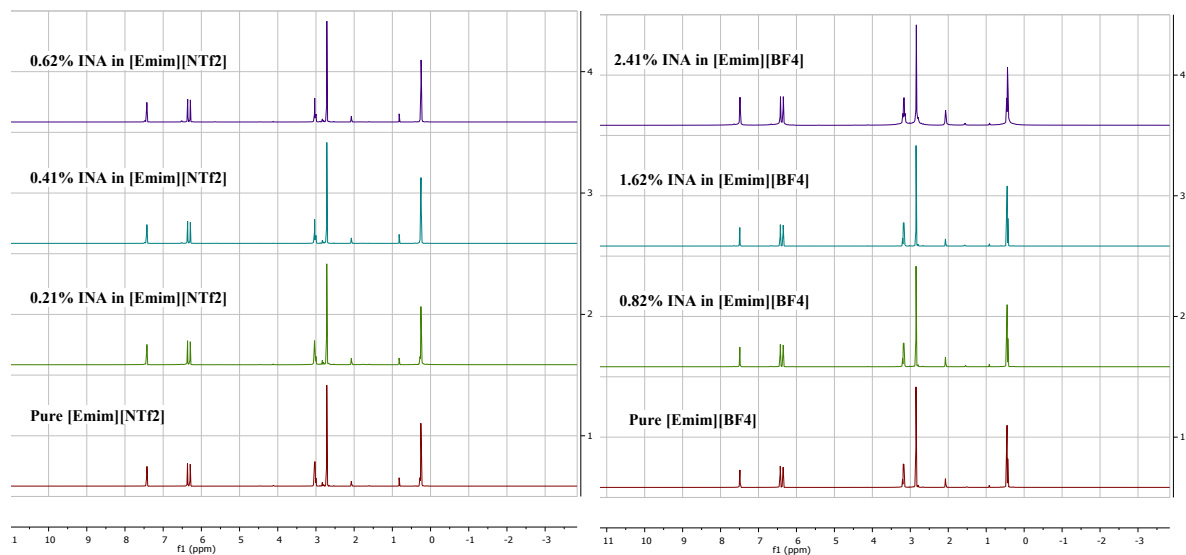 0.62% INA in [Emim][NTf2]
4
0.41% INA in [Emim][NTf2]
3
0.21% INA in [Emim][NTf2]
2
Pure [Emim][NTf2]
1
1 10 9 8 7 6 5 4 3 2 1 0 -1 -2 -3
f1 (ppm)
2.41% INA in [Emim][BF4]
4
1.62% INA in [Emim][BF4]
3
0.82% INA in [Emim][BF4]
2
Pure [Emim][BF4]
1
11 10 9 8 7 6 5 4 3 2 1 0 -1 -2 -3
f1 (ppm)